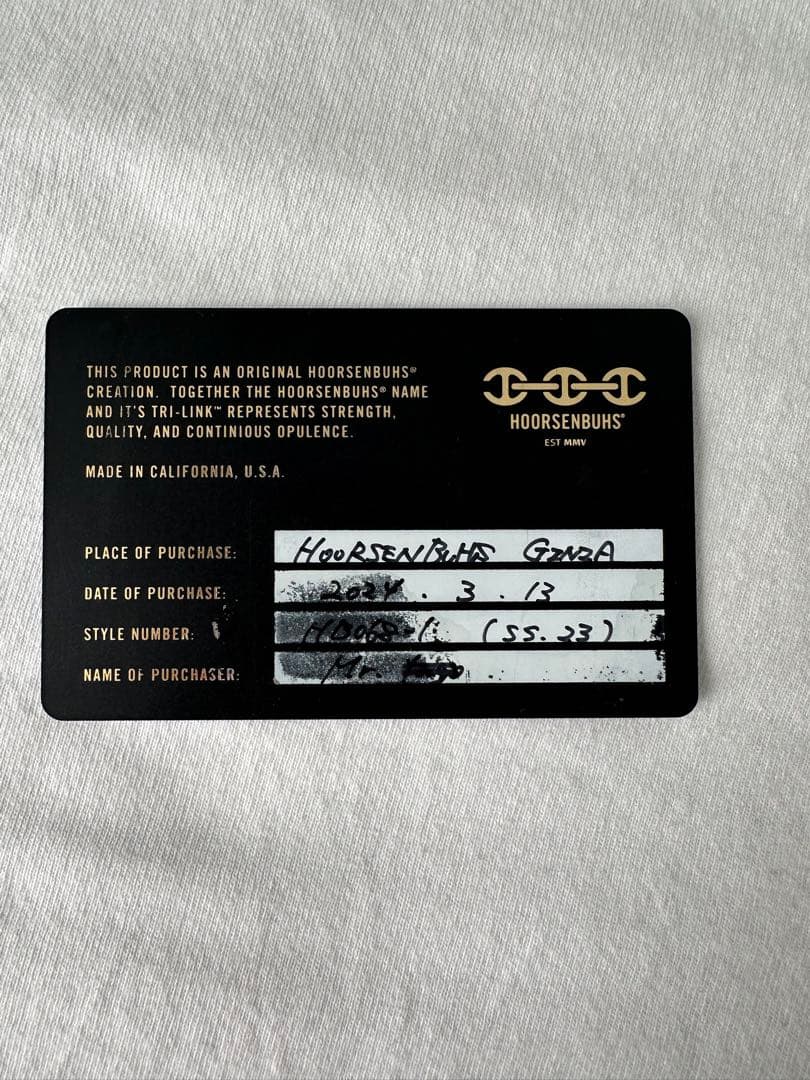 THIS PRODUCT IS AN ORIGINAL HOORSENBUHS®
CREATION. TOGETHER THE HOORSENBUHS® NAME
AND IT'S TRI-LINK™ REPRESENTS STRENGTH,
QUALITY, AND CONTINIOUS OPULENCE.
MADE IN CALIFORNIA, U.S.A.
HOORSENBUHS®
EST MMV
PLACE OF PURCHASE: HOORSENBUHS GINZA
DATE OF PURCHASE: 2024. 3. 13
STYLE NUMBER: (SS. 23)
NAME OF PURCHASER: Mr.